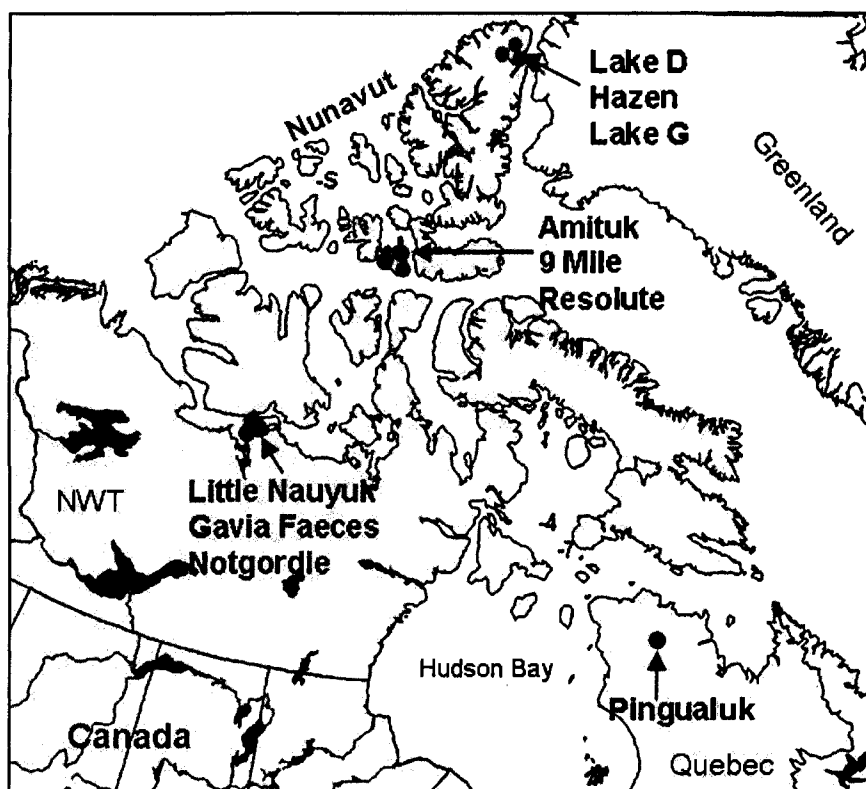 Nunavut
Lake D
Hazen
Lake G
Greenland
Amituk
9 Mile
Resolute
NWT
Little Nauyuk
Gavia Faeces
Notgordie
Hudson Bay
Pingualuk
Canada
Quebec